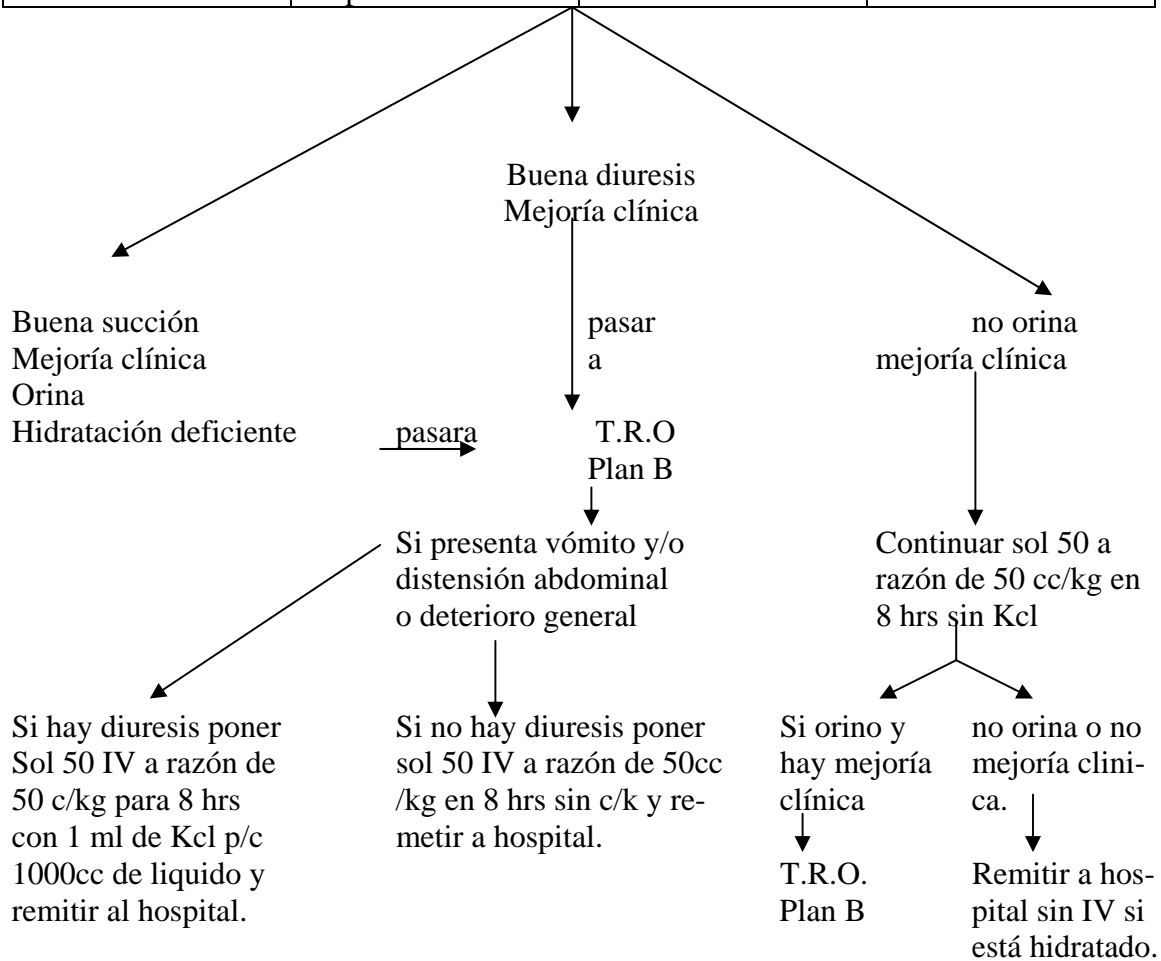 Buena diuresis
Mejoría clínica
Buena succión
Mejoría clínica
Orina
Hidratación deficiente
pasara
pasar
a
T.R.O
Plan B
no orina
mejoría clínica
Si presenta vómito y/o
distensión abdominal
o deterioro general
Continuar sol 50 a
razón de 50 cc/kg en
8 hrs sin Kcl
Si hay diuresis poner
Sol 50 IV a razón de
50 c/kg para 8 hrs
con 1 ml de Kcl p/c
1000cc de liquido y
remitir al hospital.
Si no hay diuresis poner
sol 50 IV a razón de 50cc
/kg en 8 hrs sin c/k y re-
metir a hospital.
Si orino y
hay mejoría
clínica
T.R.O.
Plan B
no orina o no
mejoría clini-
ca.
Remitir a hos-
pital sin IV si
está hidratado.